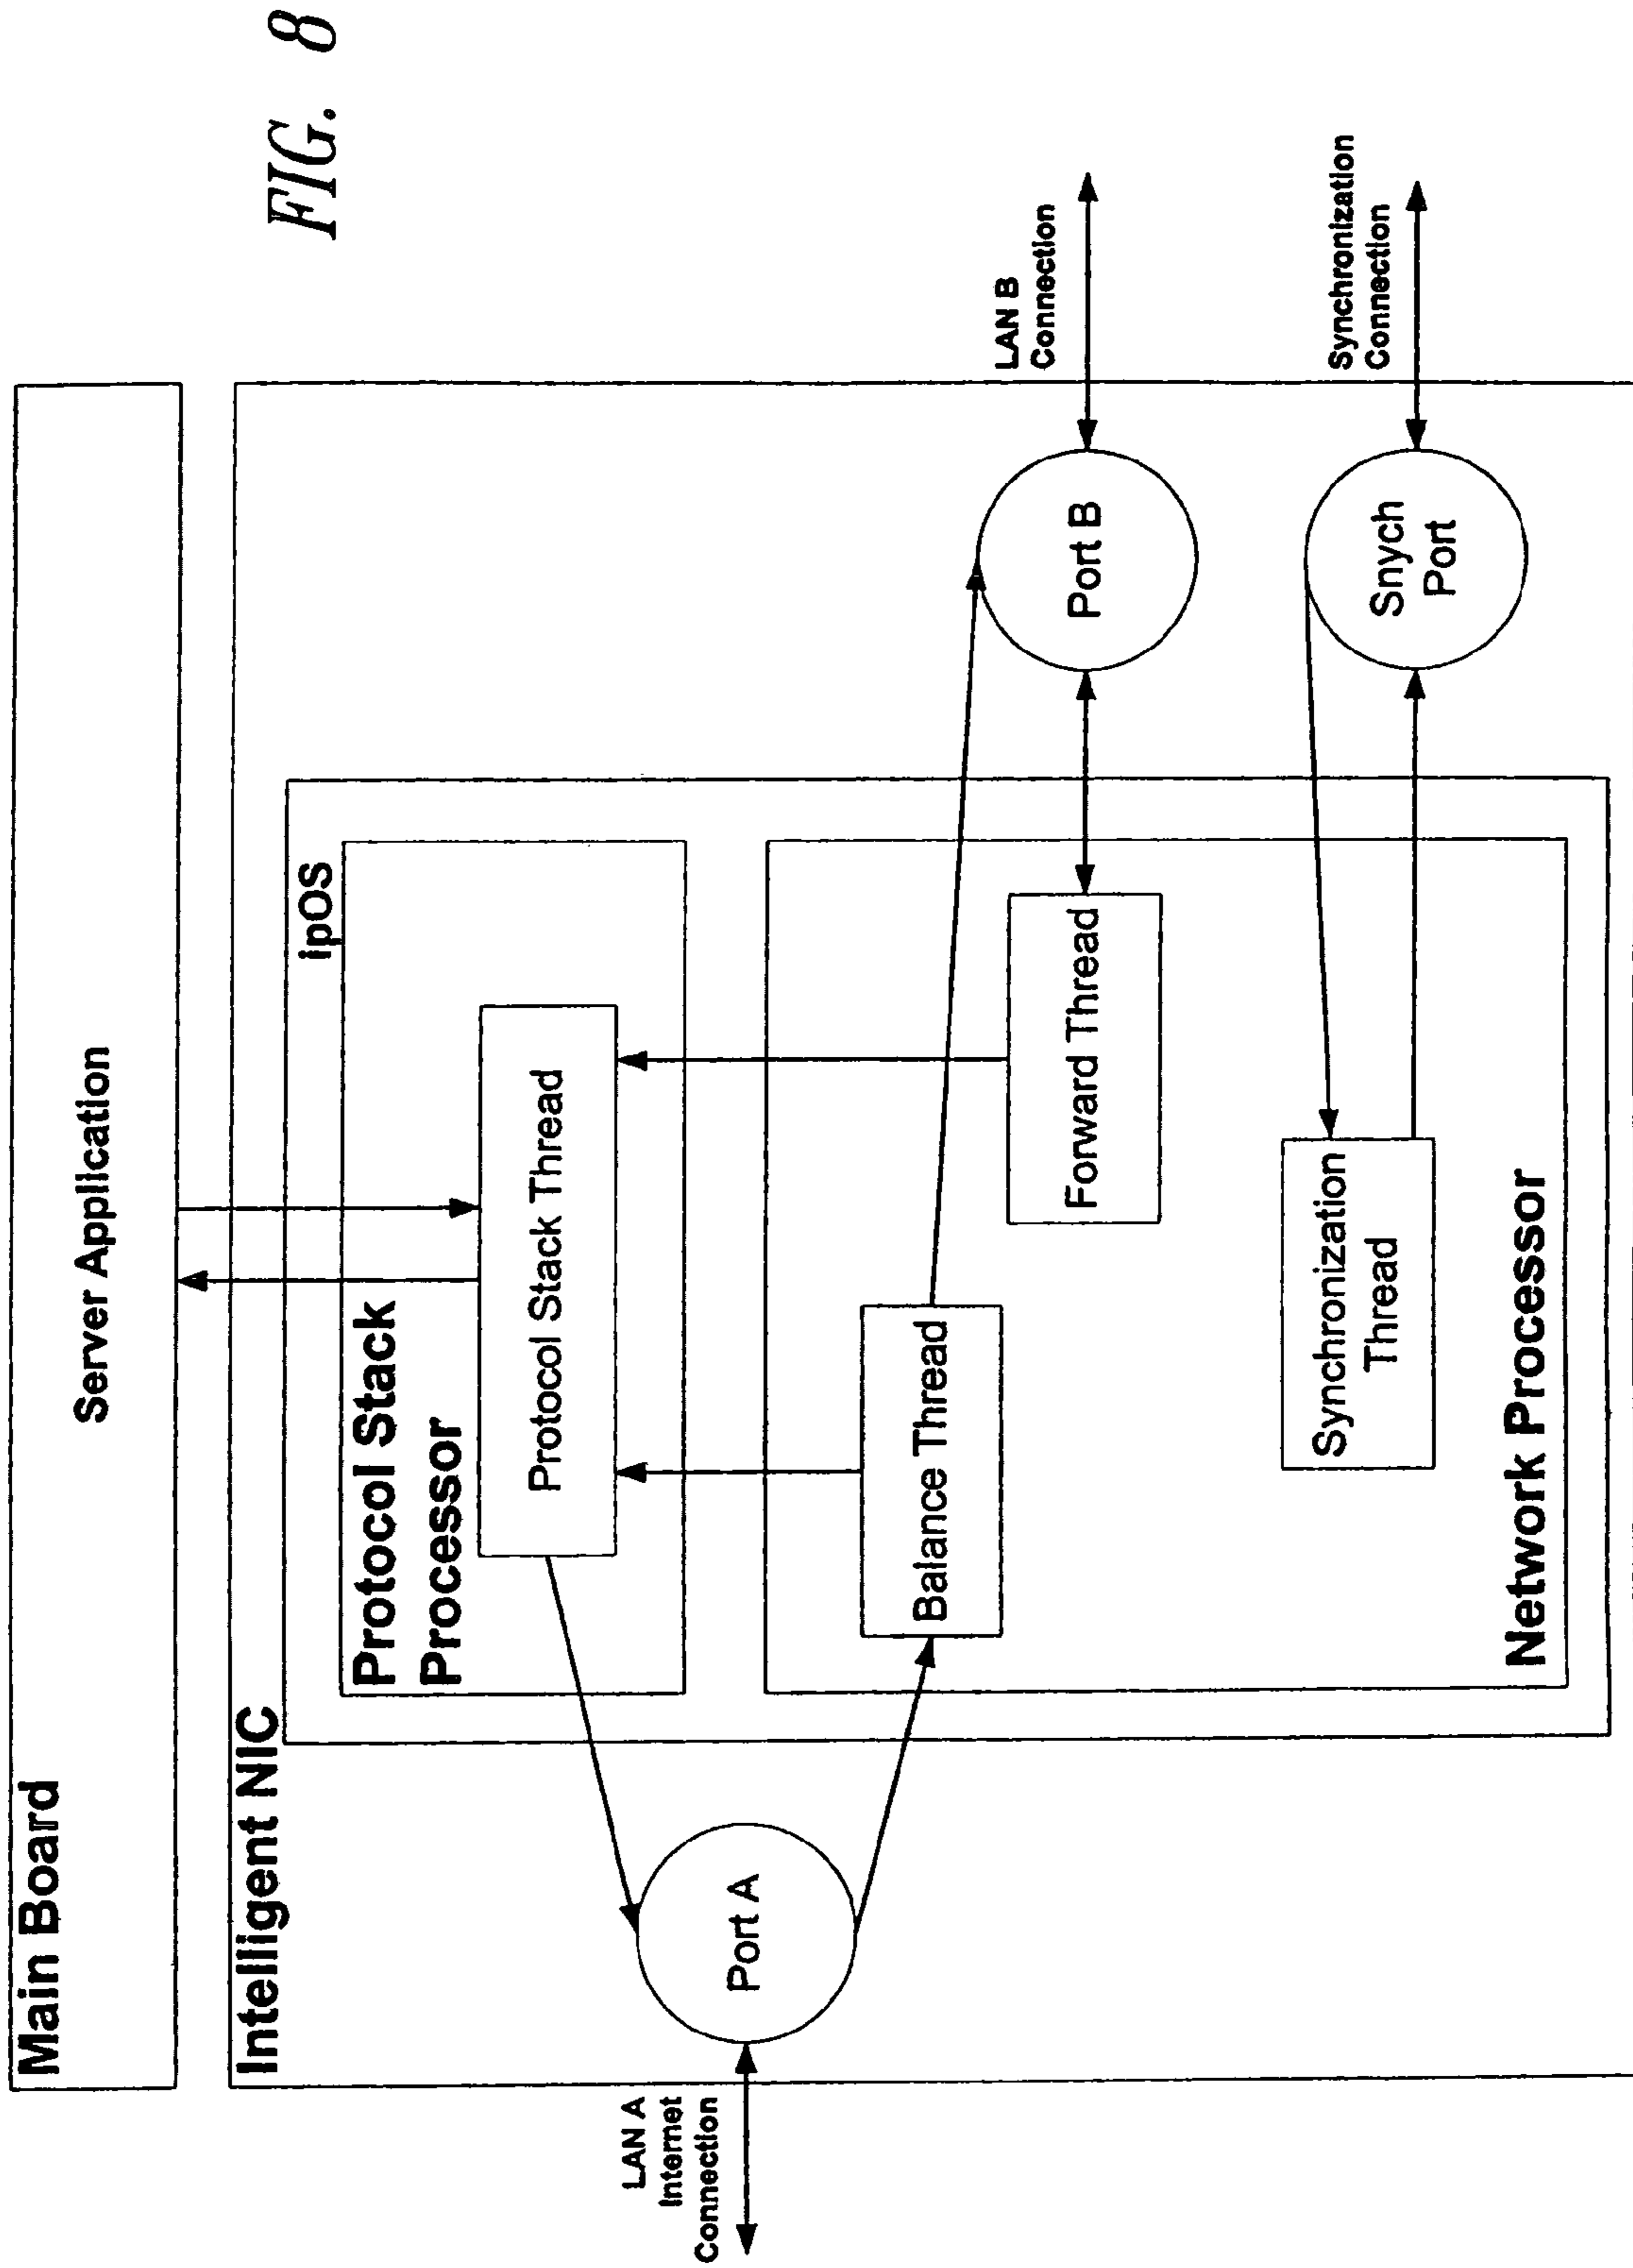 FIG. 8
Main Board
Server Application
Intelligent NIC
ipOS
Protocol Stack
Processor
Protocol Stack Thread
LAN A
Internet
Connection
Port A
Balance Thread
Forward Thread
Port B
LAN B
Connection
Synchronization
Thread
Snych
Port
Synchronization
Connection
Network Processor